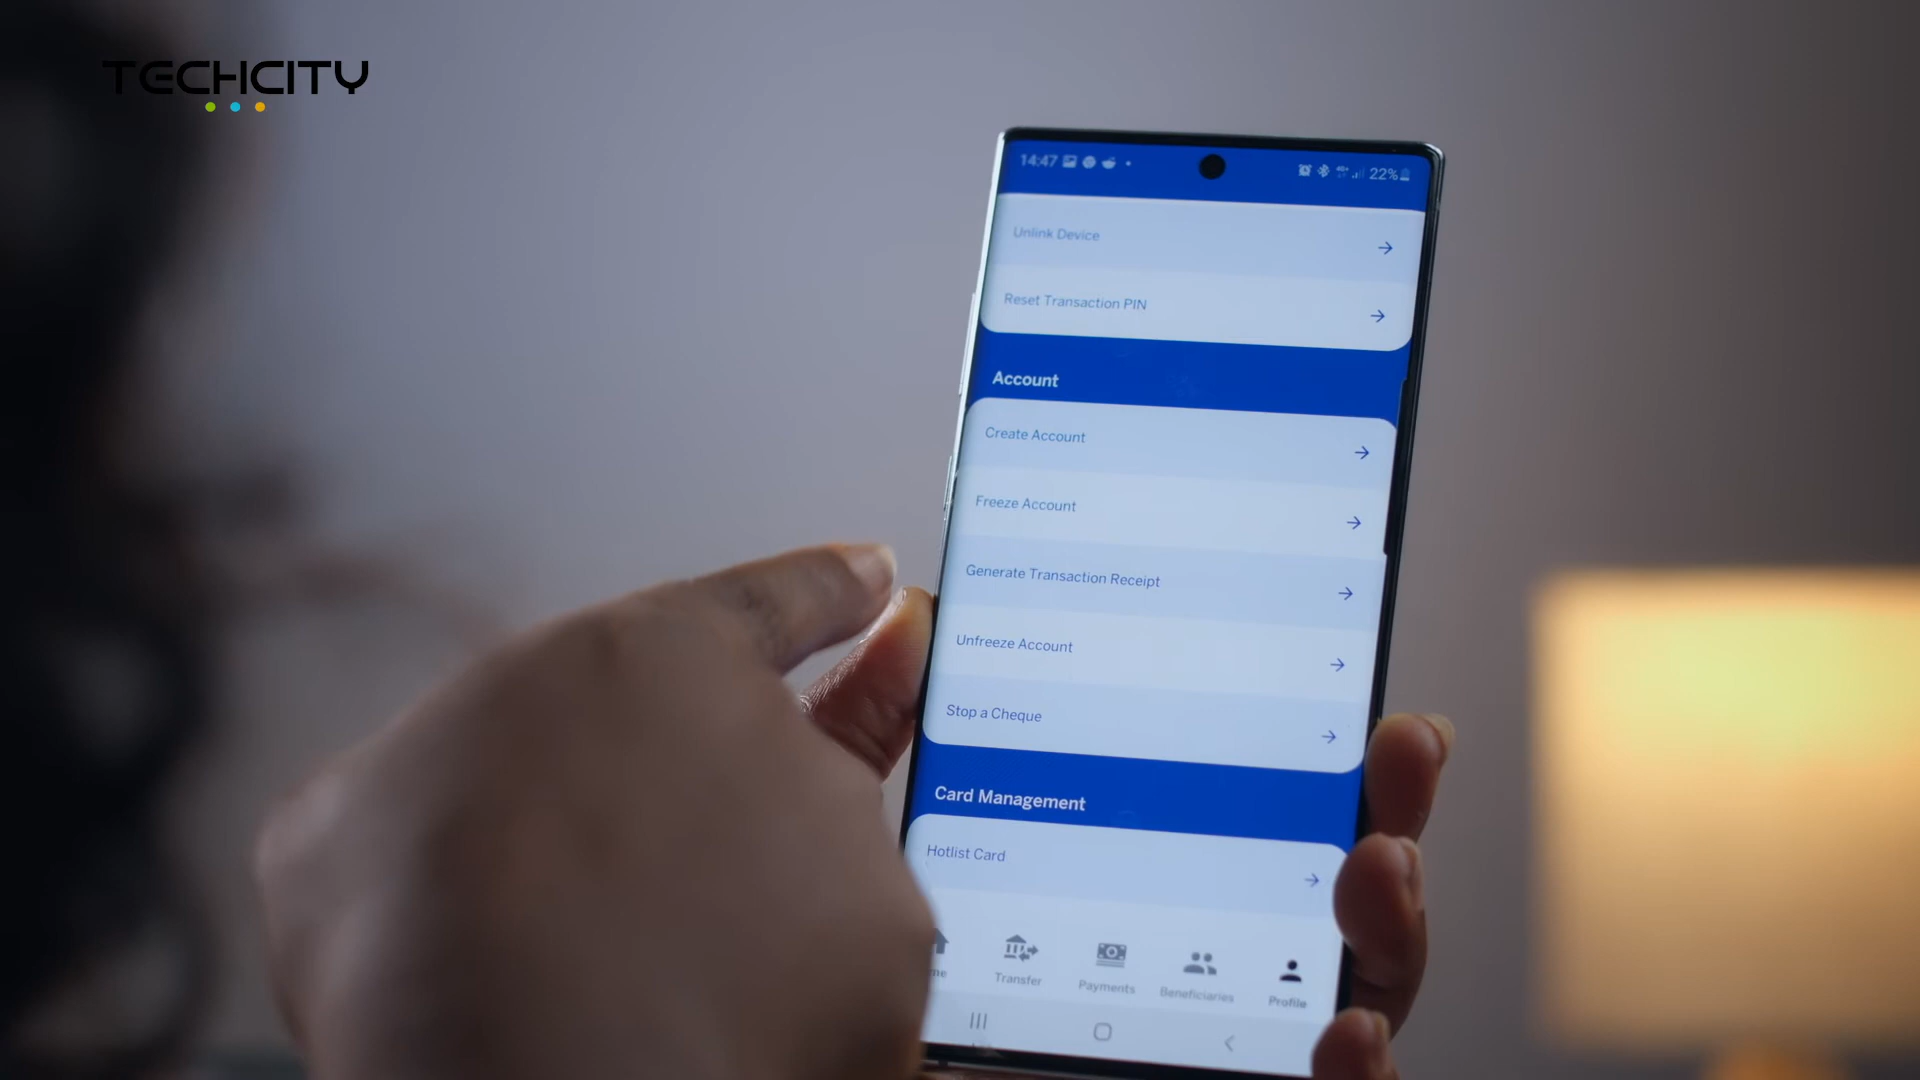 TECHCITY
14:47
22%
Unlink Device
Reset Transaction PIN
Account
Create Account
Freeze Account
Generate Transaction Receipt
Unfreeze Account
Stop a Cheque
Card Management
Hotlist Card
Transfer
Payments
Beneficiaries
Profile